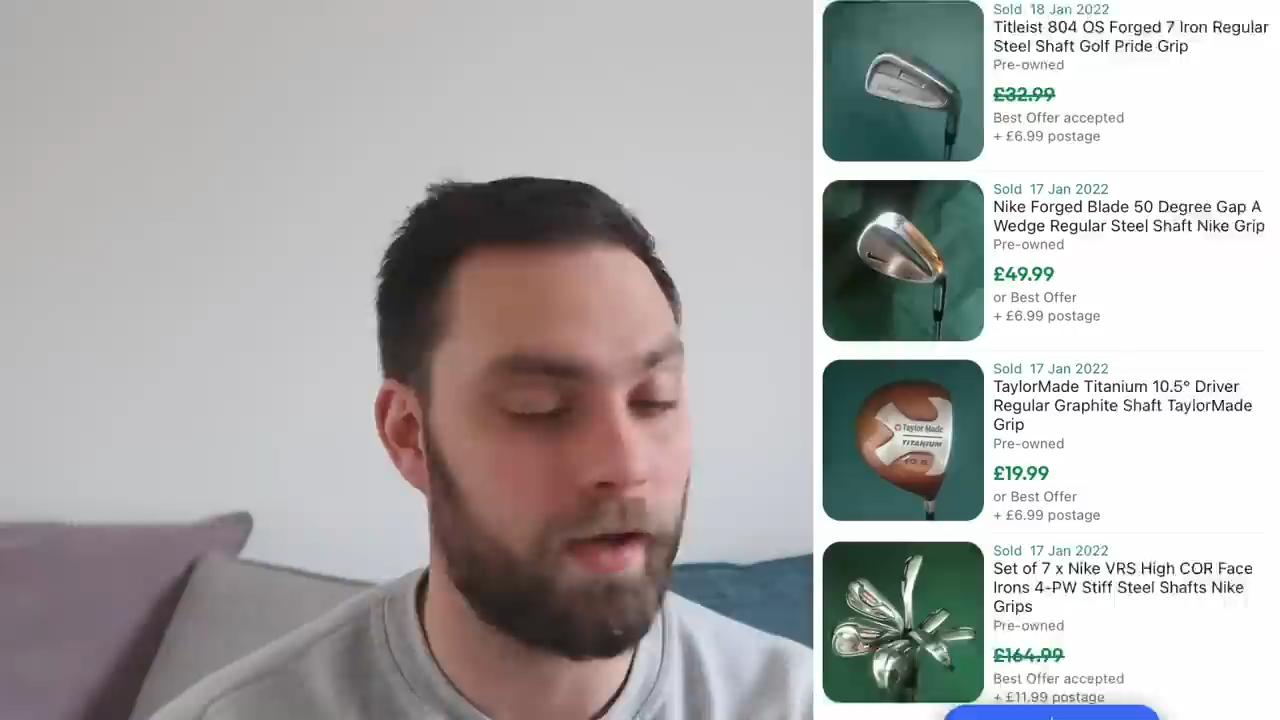 Sold 18 Jan 2022
Titleist 804 OS Forged 7 Iron Regular
Steel Shaft Golf Pride Grip
Pre-owned
£32.99
Best Offer accepted
+ £6.99 postage
Sold 17 Jan 2022
Nike Forged Blade 50 Degree Gap A
Wedge Regular Steel Shaft Nike Grip
Pre-owned
£49.99
or Best Offer
+ £6.99 postage
Sold 17 Jan 2022
TaylorMade Titanium 10.5° Driver
Regular Graphite Shaft TaylorMade
Grip
Pre-owned
£19.99
or Best Offer
+ £6.99 postage
Taylor Made
TITANIUM
10.5
Sold 17 Jan 2022
Set of 7 x Nike VRS High COR Face
Irons 4-PW Stiff Steel Shafts Nike
Grips
Pre-owned
£164.99
Best Offer accepted
+ £11.99 postage